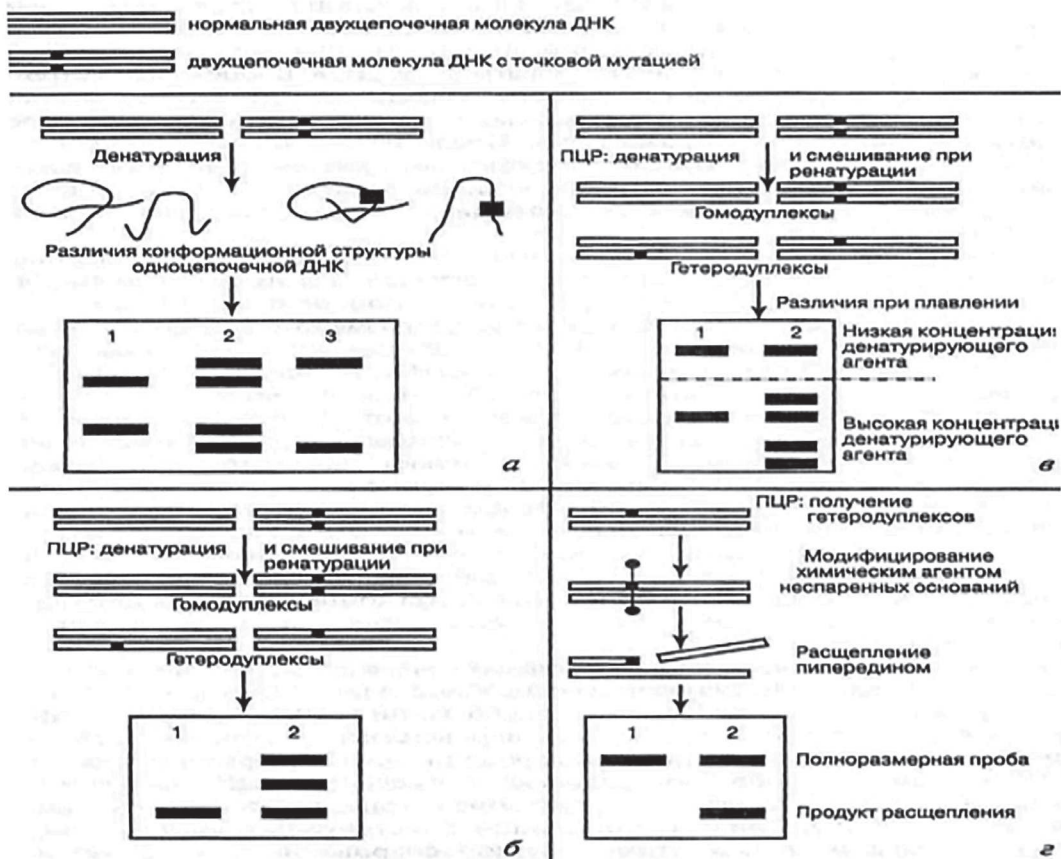 нормальная двухцепочечная молекула ДНК
двухцепочечная молекула ДНК с точковой мутацией
Денатурация
Различия конформационной структуры
одноцепочечной ДНК
1 2 3
а
ПЦР: денатурация и смешивание при
ренатурации
Гомодуплексы
Гетеродуплексы
Различия при плавлении
1 2
Низкая концентраци
денатурирующего
агента
Высокая концентраци
денатурирующего
агента
в
ПЦР: денатурация и смешивание при
ренатурации
Гомодуплексы
Гетеродуплексы
1 2
б
ПЦР: получение
гетеродуплексов
Модифицирование
химическим агентом
неспаренных оснований
Расщепление
пипередином
1 2
Полноразмерная проба
Продукт расщепления
г